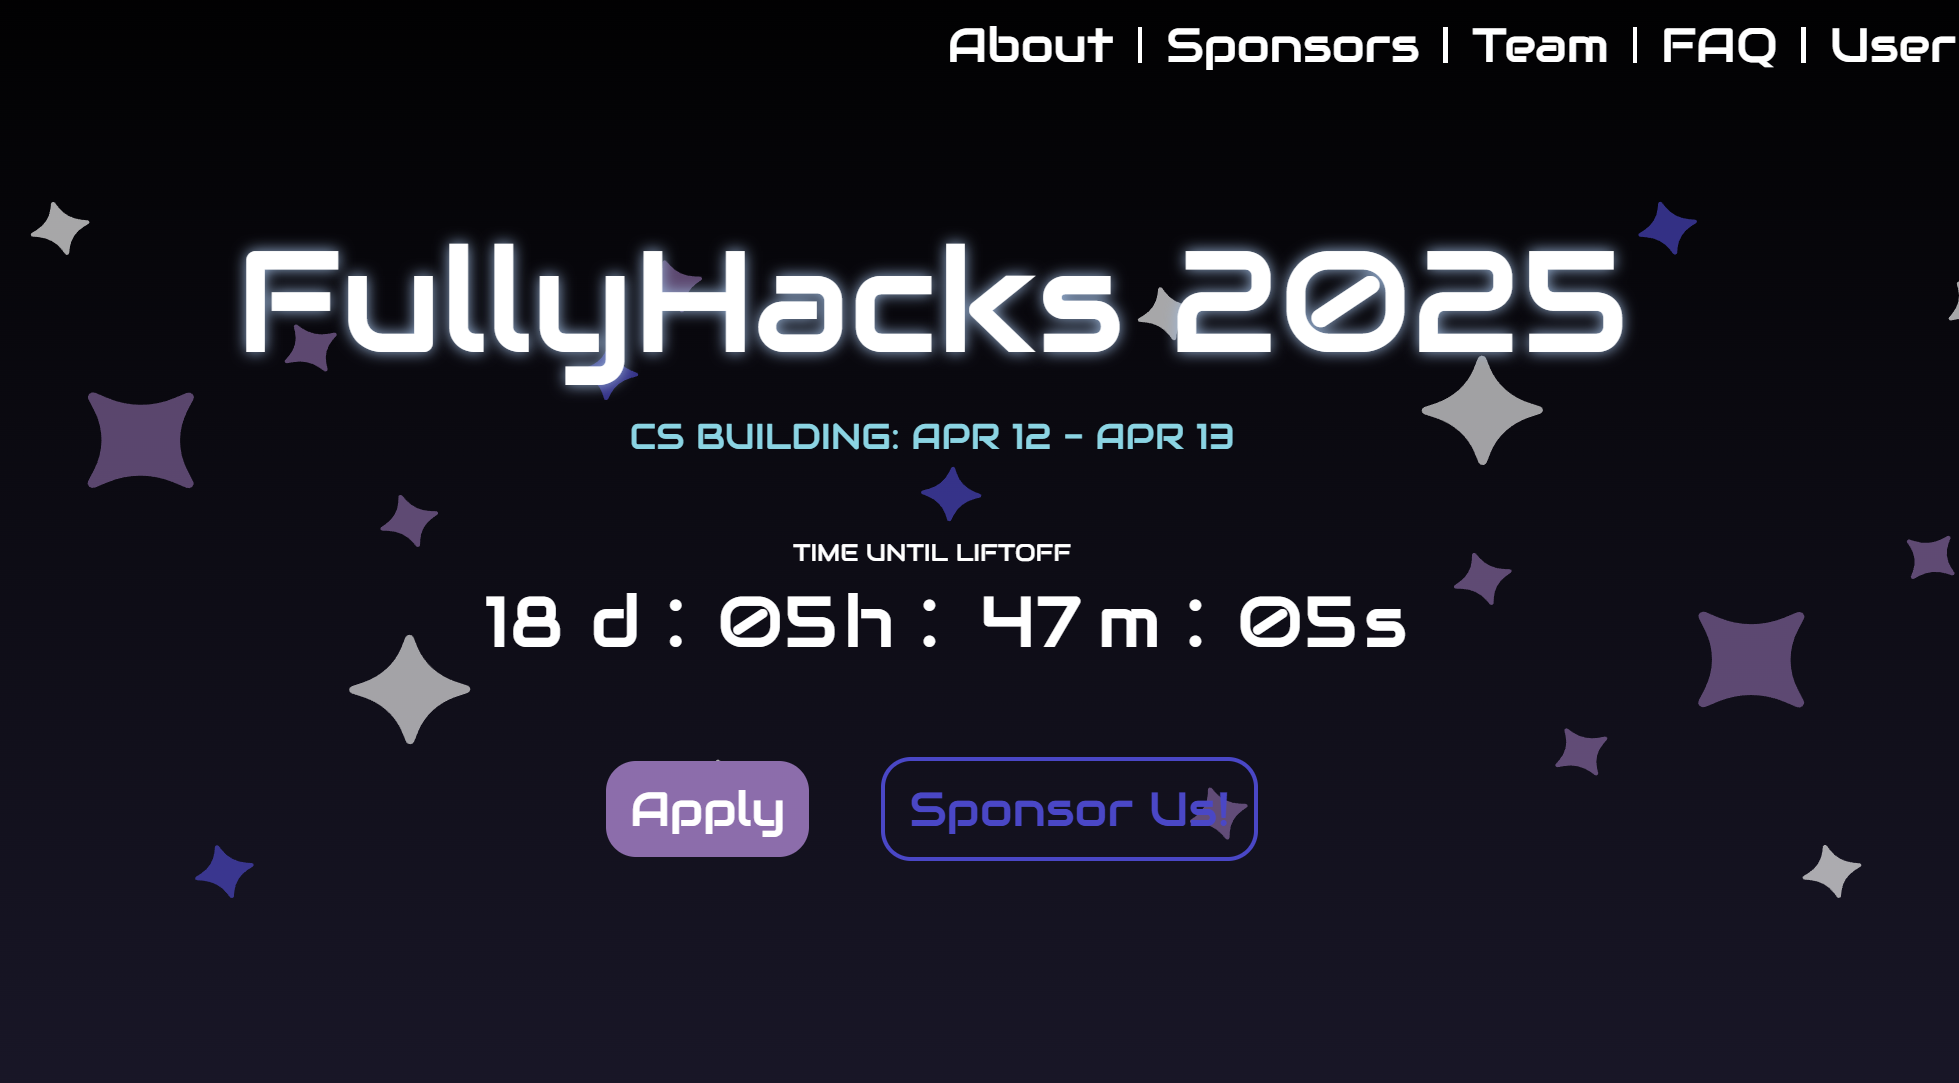 About | Sponsors | Team | FAQ | User
FullyHacks 2025
CS BUILDING: APR 12 - APR 13
TIME UNTIL LIFTOFF
18 d : 05h : 47m : 05s
Apply
Sponsor Us!